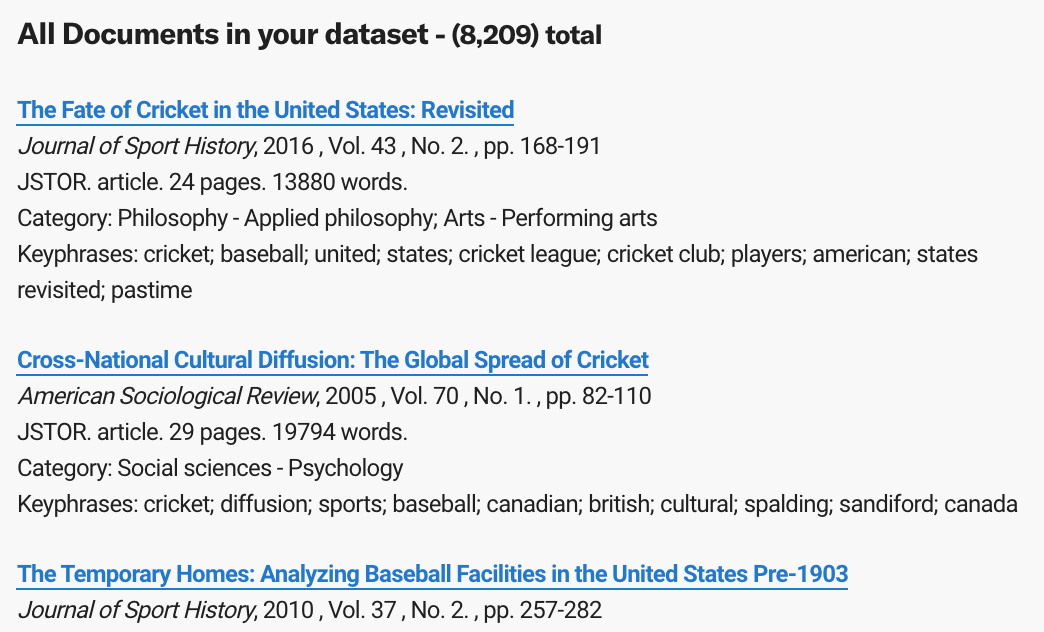 All Documents in your dataset - (8,209) total
The Fate of Cricket in the United States: Revisited
Journal of Sport History, 2016 , Vol. 43 , No. 2. , pp. 168-191
JSTOR. article. 24 pages. 13880 words.
Category: Philosophy - Applied philosophy; Arts - Performing arts
Keyphrases: cricket; baseball; united; states; cricket league; cricket club; players; american; states
revisited; pastime
Cross-National Cultural Diffusion: The Global Spread of Cricket
American Sociological Review, 2005 , Vol. 70 , No. 1. , pp. 82-110
JSTOR. article. 29 pages. 19794 words.
Category: Social sciences - Psychology
Keyphrases: cricket; diffusion; sports; baseball; canadian; british; cultural; spalding; sandiford; canada
The Temporary Homes: Analyzing Baseball Facilities in the United States Pre-1903
Journal of Sport History, 2010 , Vol. 37 , No. 2. , pp. 257-282